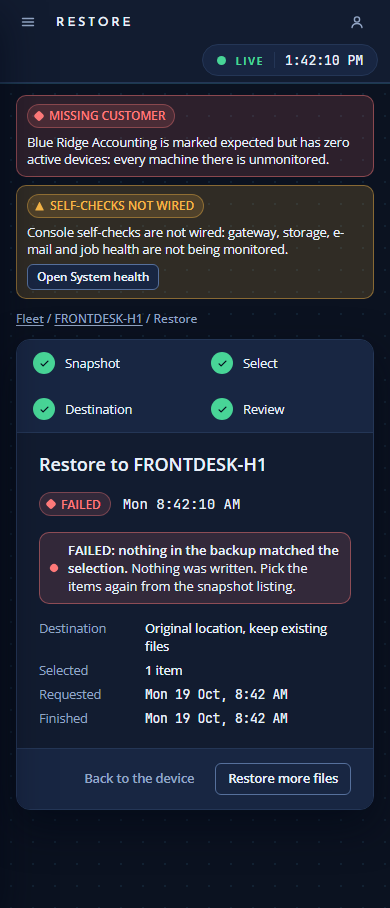 RESTORE
LIVE 1:42:10 PM
MISSING CUSTOMER
Blue Ridge Accounting is marked expected but has zero
active devices: every machine there is unmonitored.
SELF-CHECKS NOT WIRED
Console self-checks are not wired: gateway, storage, e-
mail and job health are not being monitored.
Open System health
Fleet / FRONTDESK-H1 / Restore
Snapshot
Select
Destination
Review
Restore to FRONTDESK-H1
FAILED Mon 8:42:10 AM
FAILED: nothing in the backup matched the
selection. Nothing was written. Pick the
items again from the snapshot listing.
Destination Original location, keep existing
files
Selected 1 item
Requested Mon 19 Oct, 8:42 AM
Finished Mon 19 Oct, 8:42 AM
Back to the device Restore more files